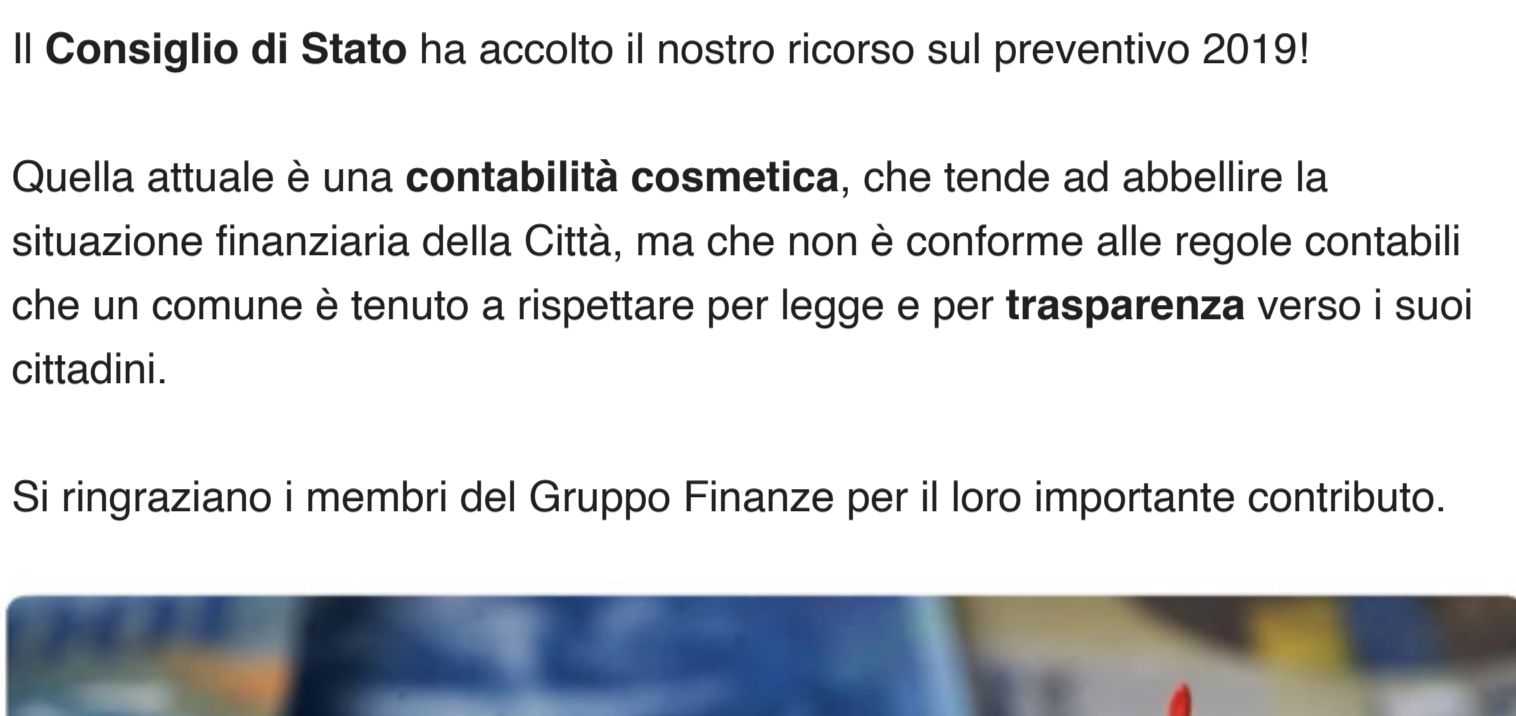 Il Consiglio di Stato ha accolto il nostro ricorso sul preventivo 2019!
Quella attuale è una contabilità cosmetica, che tende ad abbellire la
situazione finanziaria della Città, ma che non è conforme alle regole contabili
che un comune è tenuto a rispettare per legge e per trasparenza verso i suoi
cittadini.
Si ringraziano i membri del Gruppo Finanze per il loro importante contributo.